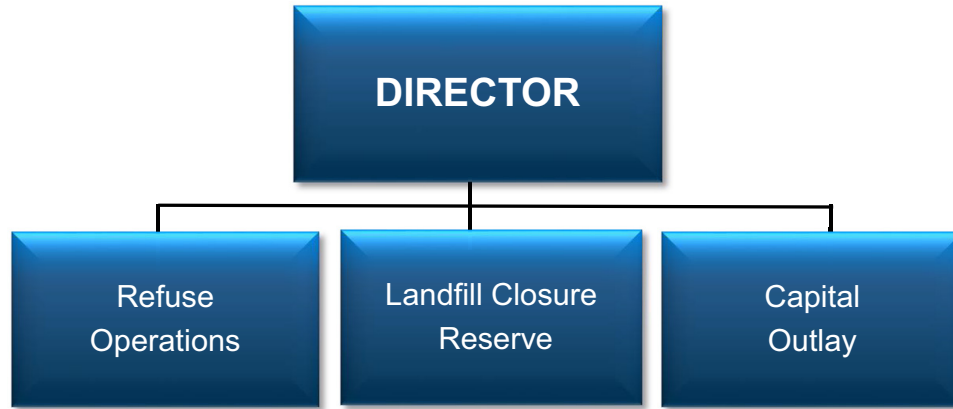 DIRECTOR
Refuse
Operations
Landfill Closure
Reserve
Capital
Outlay